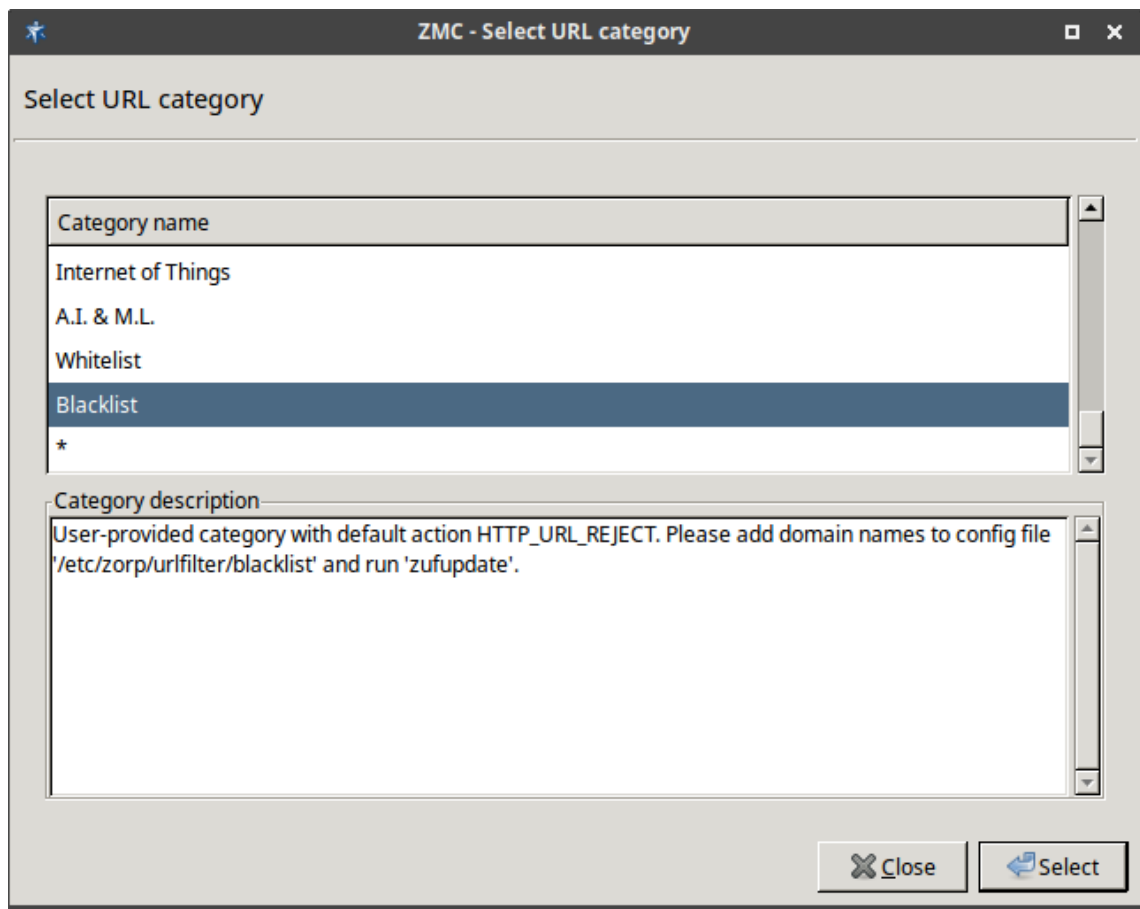 ZMC - Select URL category
Select URL category
Category name
Internet of Things
A.I. & M.L.
Whitelist
Blacklist
*
Category description
User-provided category with default action HTTP_URL_REJECT. Please add domain names to config file
'/etc/zorp/urlfilter/blacklist' and run 'zufupdate'.
Close
Select